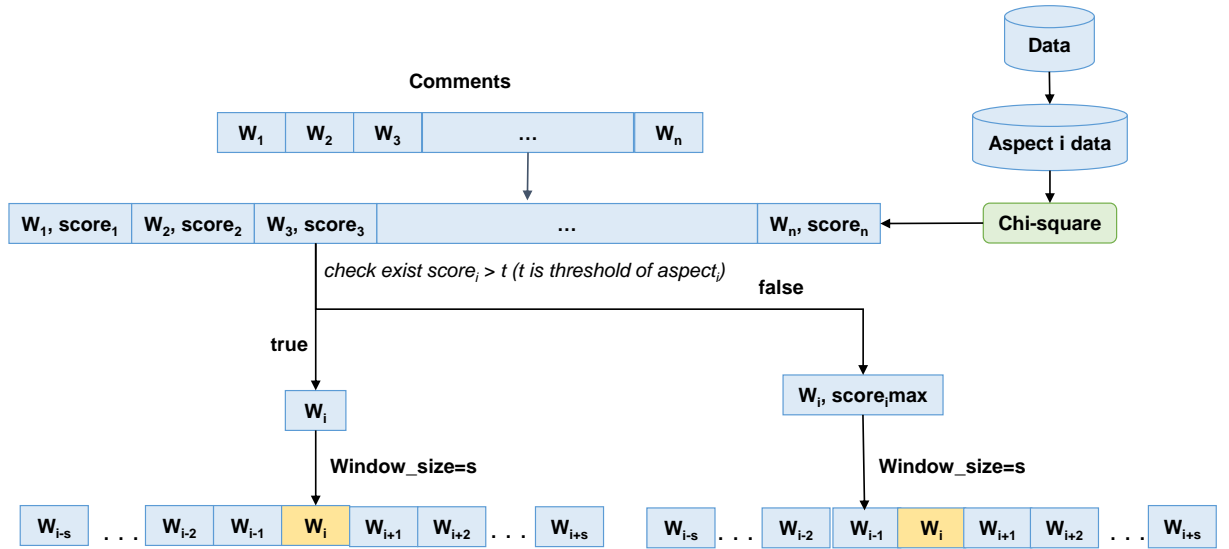 Data
Comments
W₁ W₂ W₃ ... Wₙ
Aspect i data
W₁, score₁ W₂, score₂ W₃, score₃ ... Wₙ, scoreₙ
Chi-square
check exist scoreᵢ > t (t is threshold of aspectᵢ)
false
true
Wᵢ
Wᵢ, scoreᵢmax
Window_size=s
Window_size=s
Wᵢ₋ₛ . . . Wᵢ₋₂ Wᵢ₋₁ Wᵢ Wᵢ₊₁ Wᵢ₊₂ . . . Wᵢ₊ₛ
Wᵢ₋ₛ . . . Wᵢ₋₂ Wᵢ₋₁ Wᵢ Wᵢ₊₁ Wᵢ₊₂ . . . Wᵢ₊ₛ